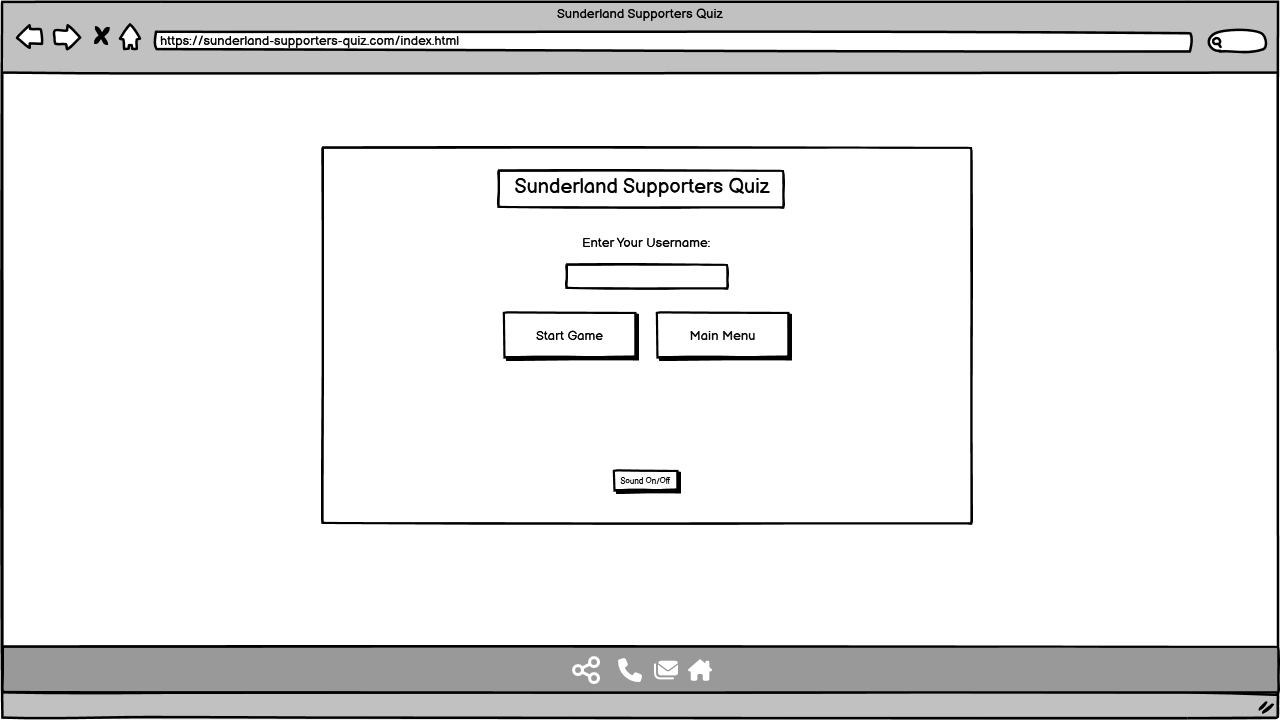 Sunderland Supporters Quiz
https://sunderland-supporters-quiz.com/index.html
Sunderland Supporters Quiz
Enter Your Username:
Start Game
Main Menu
Sound On/Off